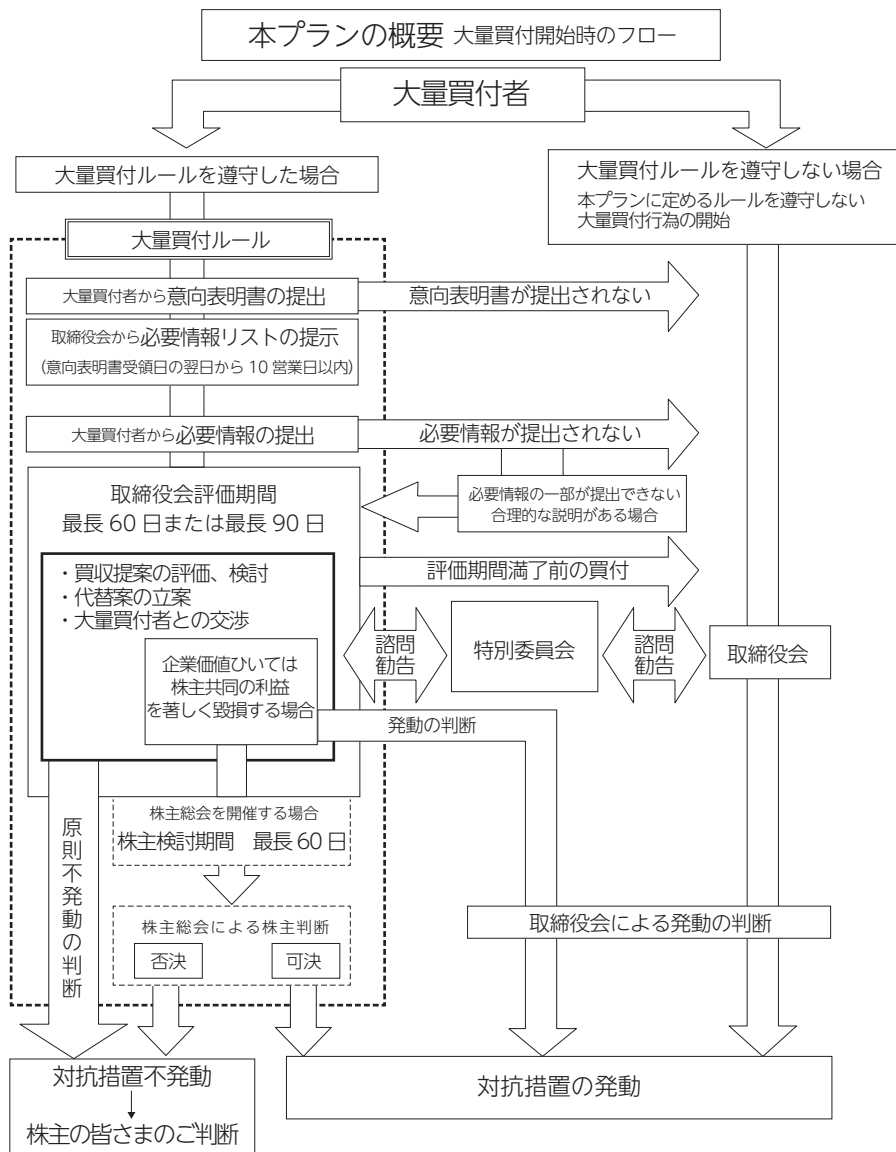 本プランの概要 大量買付開始時のフロー
大量買付者
大量買付ルールを遵守した場合
大量買付ルールを遵守しない場合
本プランに定めるルールを遵守しない
大量買付行為の開始
大量買付ルール
大量買付者から意向表明書の提出
意向表明書が提出されない
取締役会から必要情報リストの提示
(意向表明書受領日の翌日から 10 営業日以内)
大量買付者から必要情報の提出
必要情報が提出されない
取締役会評価期間
最長 60 日または最長 90 日
必要情報の一部が提出できない
合理的な説明がある場合
・買収提案の評価、検討
・代替案の立案
・大量買付者との交渉
評価期間満了前の買付
企業価値ひいては
株主共同の利益
を著しく毀損する場合
諮問
勧告
特別委員会
諮問
勧告
取締役会
発動の判断
原則不発動の判断
株主総会を開催する場合
株主検討期間 最長 60 日
株主総会による株主判断
否決
可決
取締役会による発動の判断
対抗措置不発動
株主の皆さまのご判断
対抗措置の発動